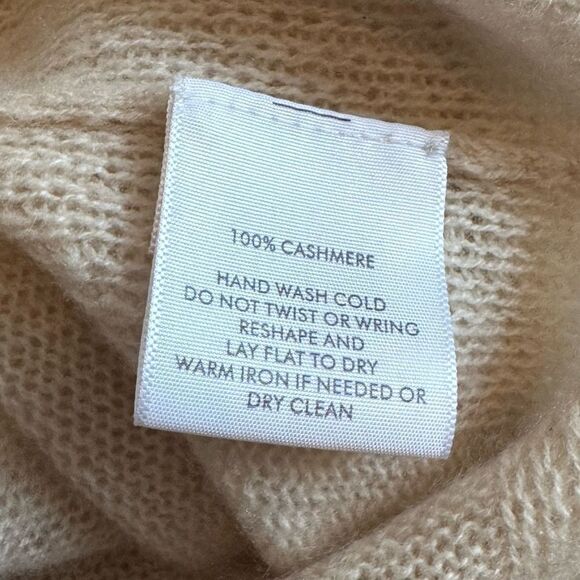 100% CASHMERE
HAND WASH COLD
DO NOT TWIST OR WRING
RESHAPE AND
LAY FLAT TO DRY
WARM IRON IF NEEDED OR
DRY CLEAN